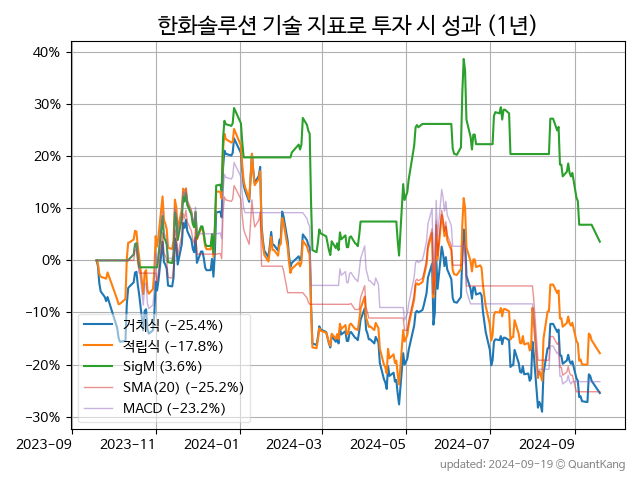 한화솔루션 기술 지표로 투자 시 성과 (1년)
40%
30%
20%
10%
0%
−10%
−20%
−30%
거치식 (−25.4%)
적립식 (−17.8%)
SigM (3.6%)
SMA(20) (−25.2%)
MACD (−23.2%)
2023-09
2023-11
2024-01
2024-03
2024-05
2024-07
2024-09
updated: 2024-09-19 © QuantKang